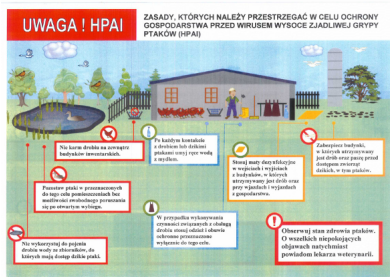 UWAGA ! HPAI
ZASADY, KTÓRYCH NALEŻY PRZESTRZEGAĆ W CELU OCHRONY
GOSPODARSTWA PRZED WIRUSEM WYSOCE ZJADLIWEJ GRYPY
PTAKÓW (HPAI)
Nie karm drobiu na zewnątrz
budynków inwentarskich.
Pozostaw ptaki w przeznaczonych
do tego celu pomieszczeniach bez
możliwości swobodnego poruszania
się po otwartym wybiegu.
Nie wykorzystuj do pojenia
drobiu wody ze zbiorników, do
których mają dostęp dzikie ptaki.
Po każdym kontakcie
z drobiem lub dzikimi
ptakami umyj ręce wodą
z mydłem.
W przypadku wykonywania
czynności związanych z obsługą
drobiu stosuj odzież i obuwie
ochronne przeznaczone
wyłącznie do tego celu.
Stosuj maty dezynfekcyjne
w wejściach i wyjściach
z budynków, w których
utrzymywany jest drób oraz
przy wjazdach i wyjazdach
z gospodarstwa.
Zabezpiecz budynki,
w których utrzymywany
jest drób oraz paszę przed
dostępem zwierząt
dzikich, w tym ptaków.
Obserwuj stan zdrowia ptaków.
O wszelkich niepokojących
objawach natychmiast
powiadom lekarza weterynarii.